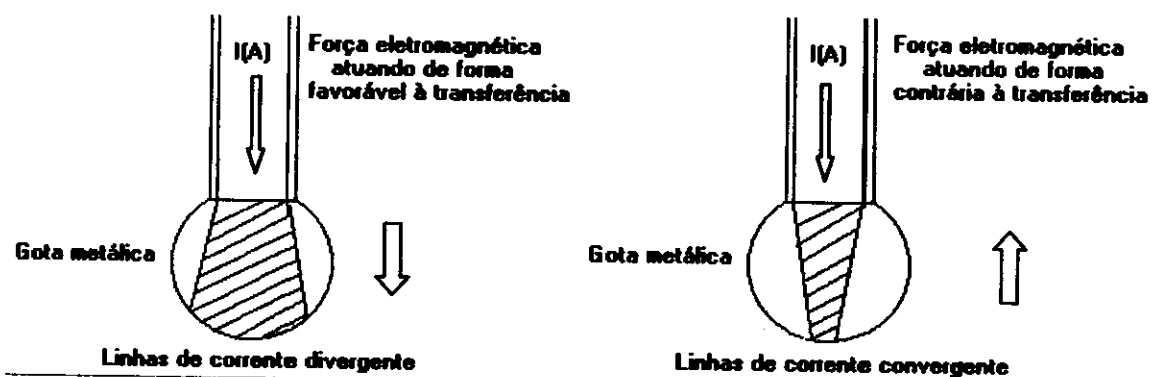 I(A)
Força eletromagnética
atuando de forma
favorável à transferência
Gota metálica
Linhas de corrente divergente
I(A)
Força eletromagnética
atuando de forma
contrária à transferência
Gota metálica
Linhas de corrente convergente